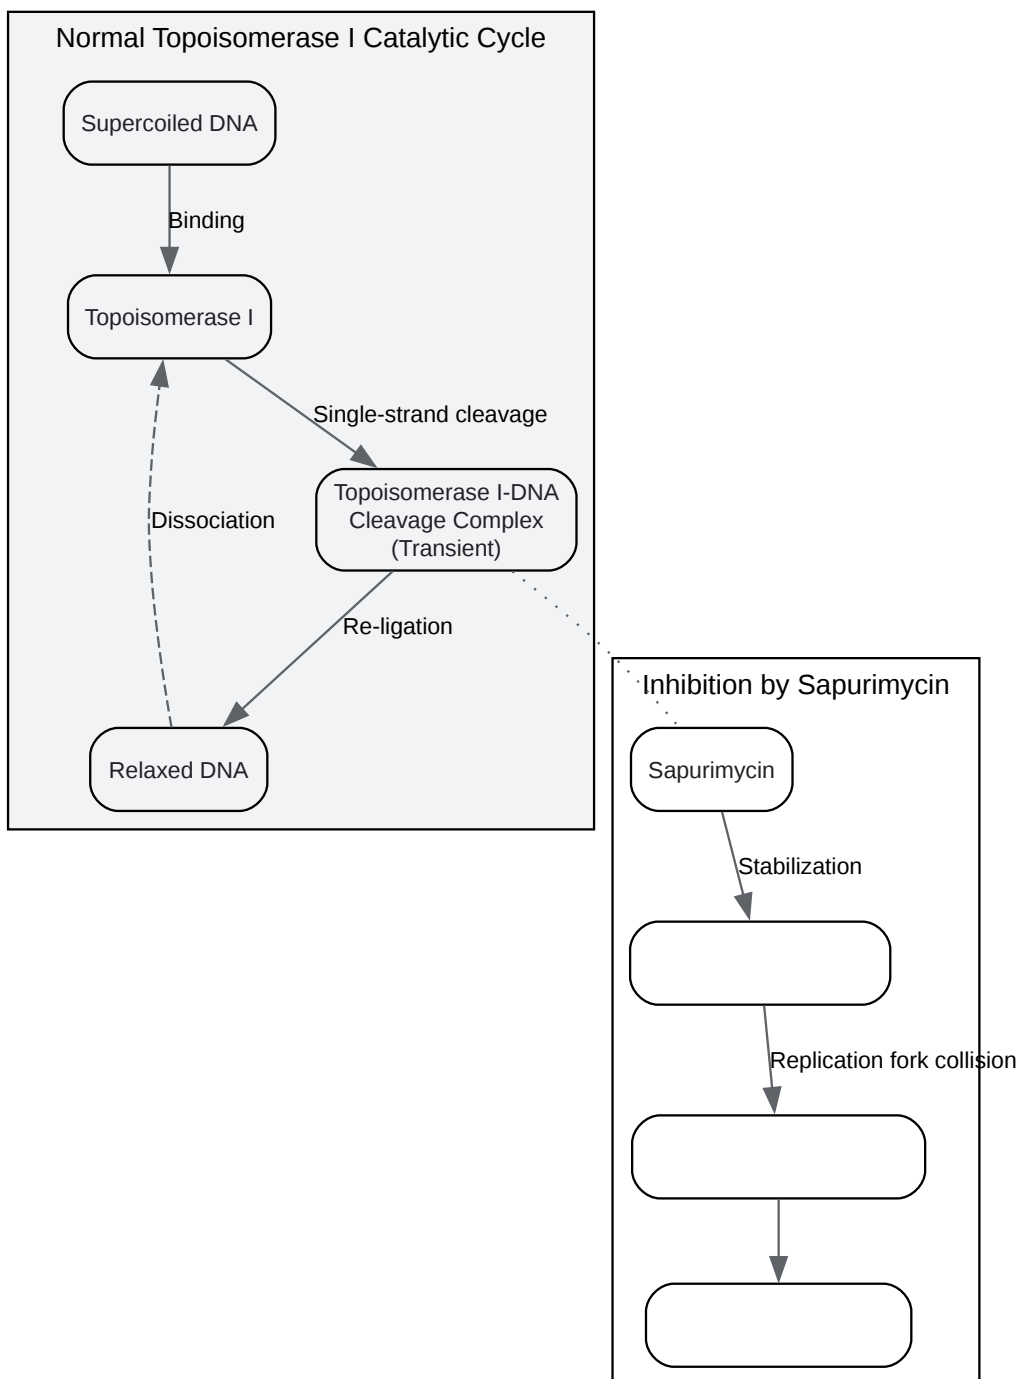 Normal Topoisomerase I Catalytic Cycle
Supercoiled DNA
Binding
Topoisomerase I
Single-strand cleavage
Topoisomerase I-DNA
Cleavage Complex
(Transient)
Dissociation
Re-ligation
Relaxed DNA
Inhibition by Sapurimycin
Sapurimycin
Stabilization
Replication fork collision